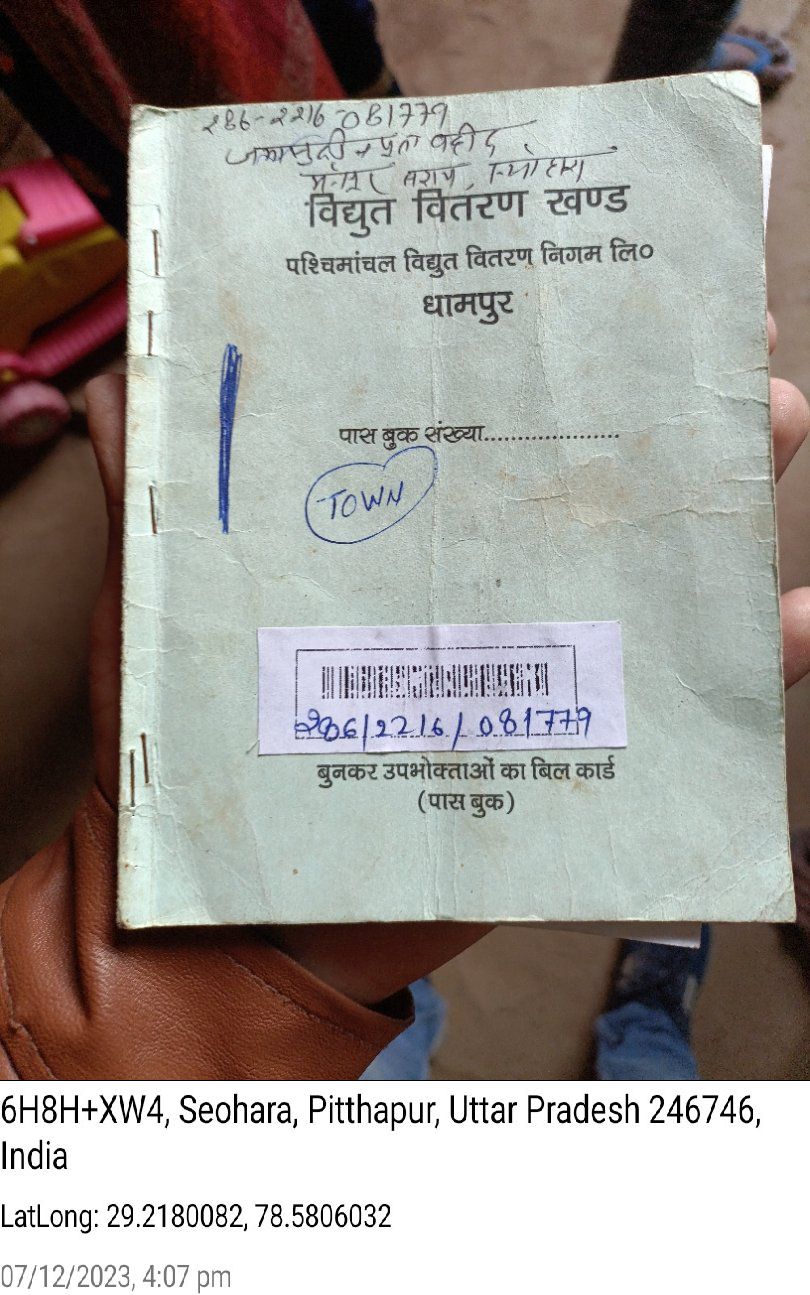 286-2216-081779
पुत्र वहीद
विद्युत वितरण खण्ड
पश्चिमांचल विद्युत वितरण निगम लि०
धामपुर
पास बुक संख्या....................
TOWN
286/2216/081779
बुनकर उपभोक्ताओं का बिल कार्ड
(पास बुक)
6H8H+XW4, Seohara, Pitthapur, Uttar Pradesh 246746,
India
LatLong: 29.2180082, 78.5806032
07/12/2023, 4:07 pm